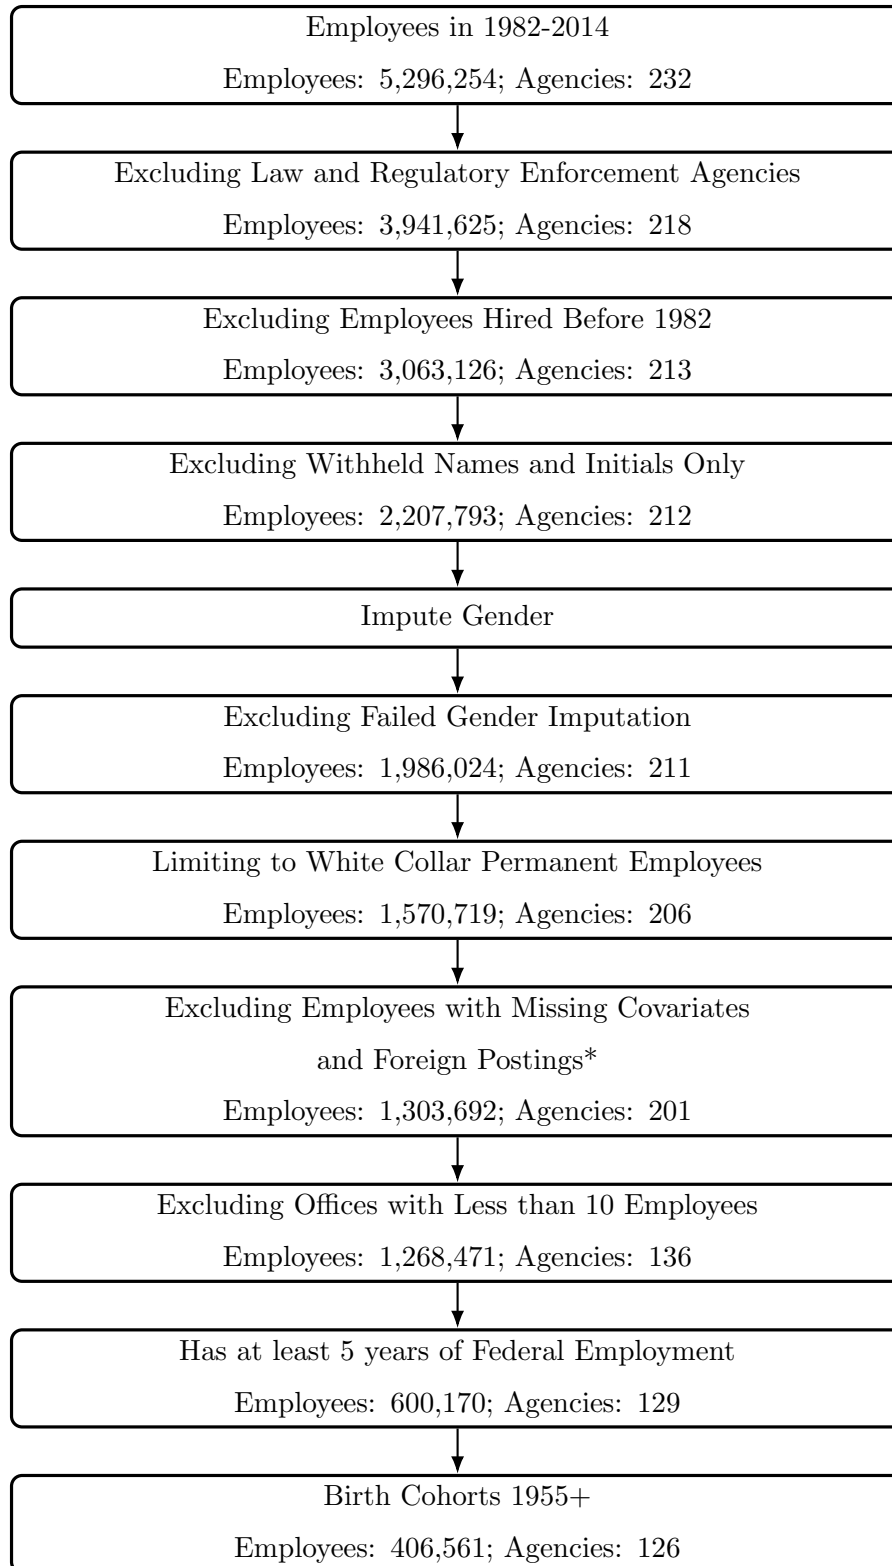 Employees in 1982-2014
Employees: 5,296,254; Agencies: 232
Excluding Law and Regulatory Enforcement Agencies
Employees: 3,941,625; Agencies: 218
Excluding Employees Hired Before 1982
Employees: 3,063,126; Agencies: 213
Excluding Withheld Names and Initials Only
Employees: 2,207,793; Agencies: 212
Impute Gender
Excluding Failed Gender Imputation
Employees: 1,986,024; Agencies: 211
Limiting to White Collar Permanent Employees
Employees: 1,570,719; Agencies: 206
Excluding Employees with Missing Covariates
and Foreign Postings*
Employees: 1,303,692; Agencies: 201
Excluding Offices with Less than 10 Employees
Employees: 1,268,471; Agencies: 136
Has at least 5 years of Federal Employment
Employees: 600,170; Agencies: 129
Birth Cohorts 1955+
Employees: 406,561; Agencies: 126